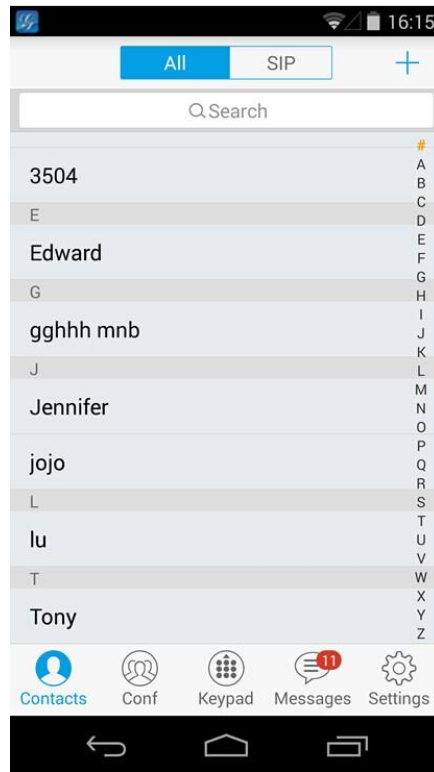 16:15
All SIP
Search
3504
E
Edward
G
gghhh mnb
J
Jennifer
jojo
L
lu
T
Tony
#
A
B
C
D
E
F
G
H
I
J
K
L
M
N
O
P
Q
R
S
T
U
V
W
X
Y
Z
11
Contacts Conf Keypad Messages Settings